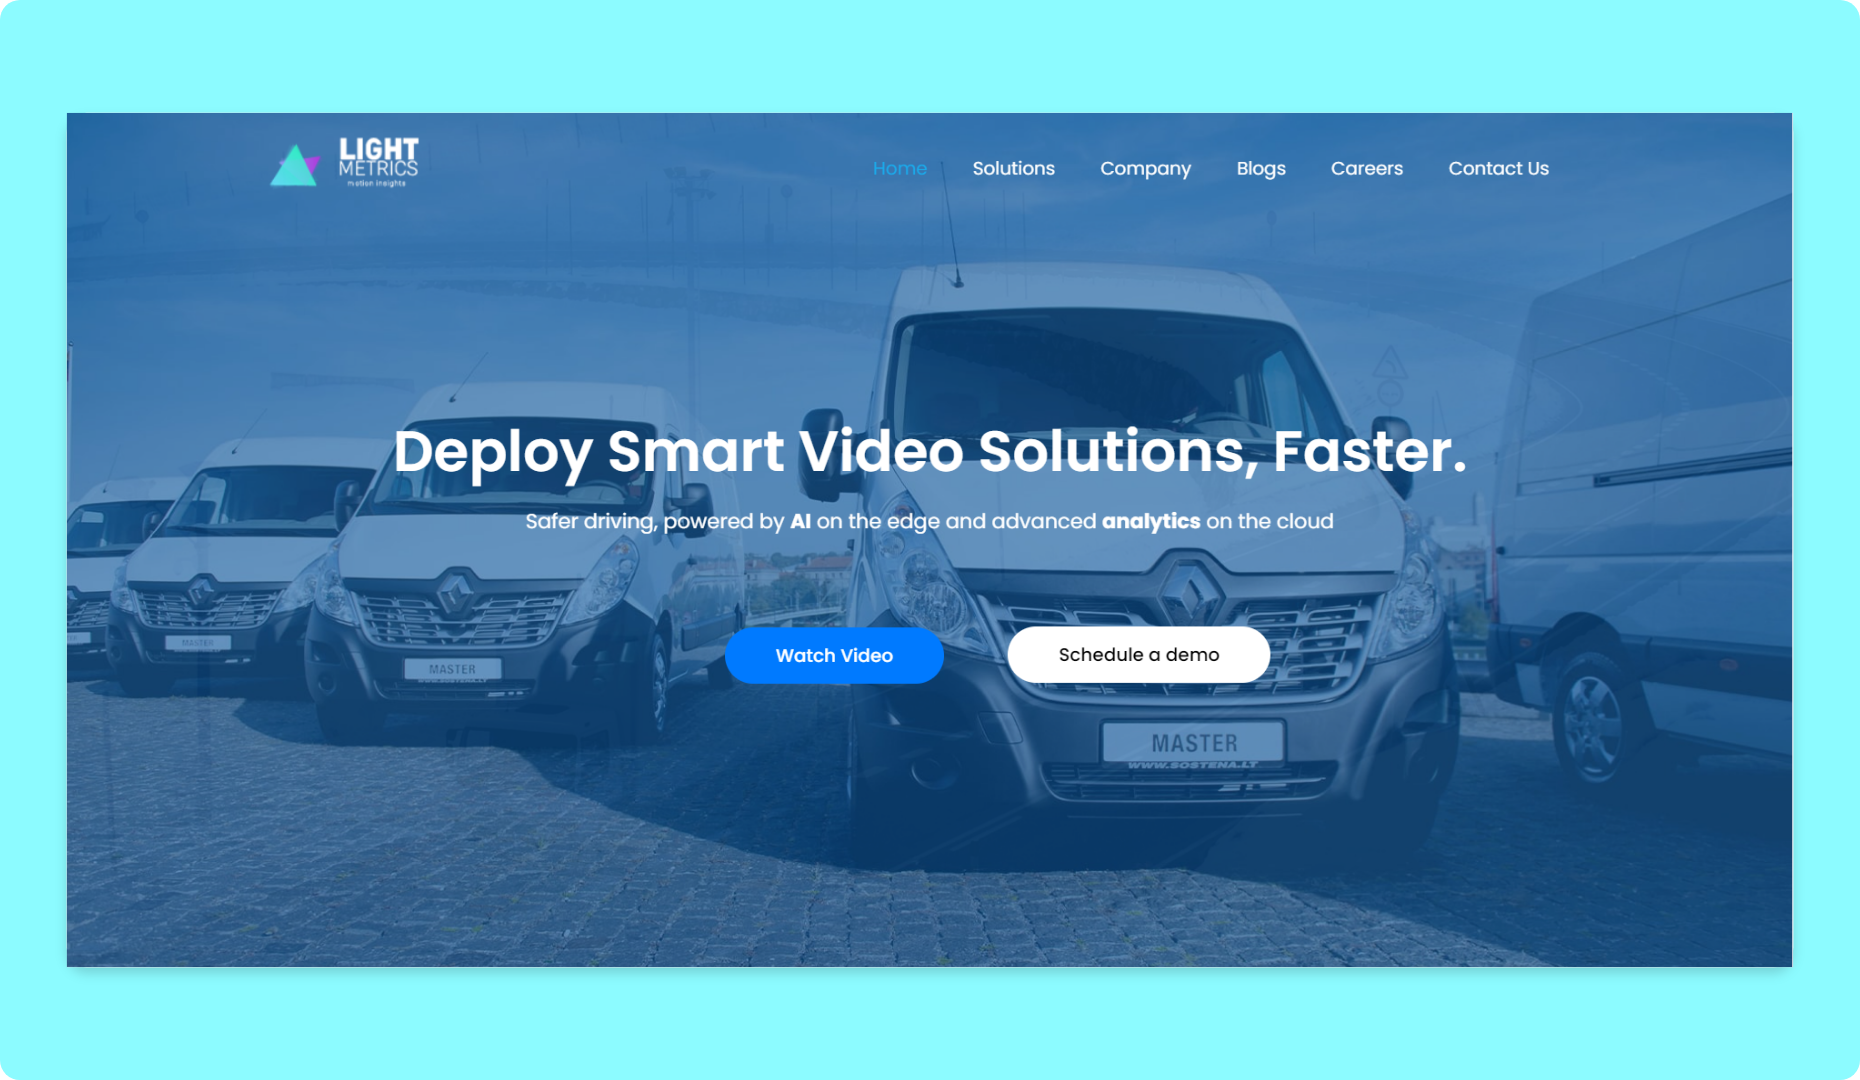 LIGHT
METRICS
motion insights
Home Solutions Company Blogs Careers Contact Us
Deploy Smart Video Solutions, Faster.
Safer driving, powered by AI on the edge and advanced analytics on the cloud
Watch Video Schedule a demo
MASTER
MASTER
MASTER
WWW.SOSTENA.LT